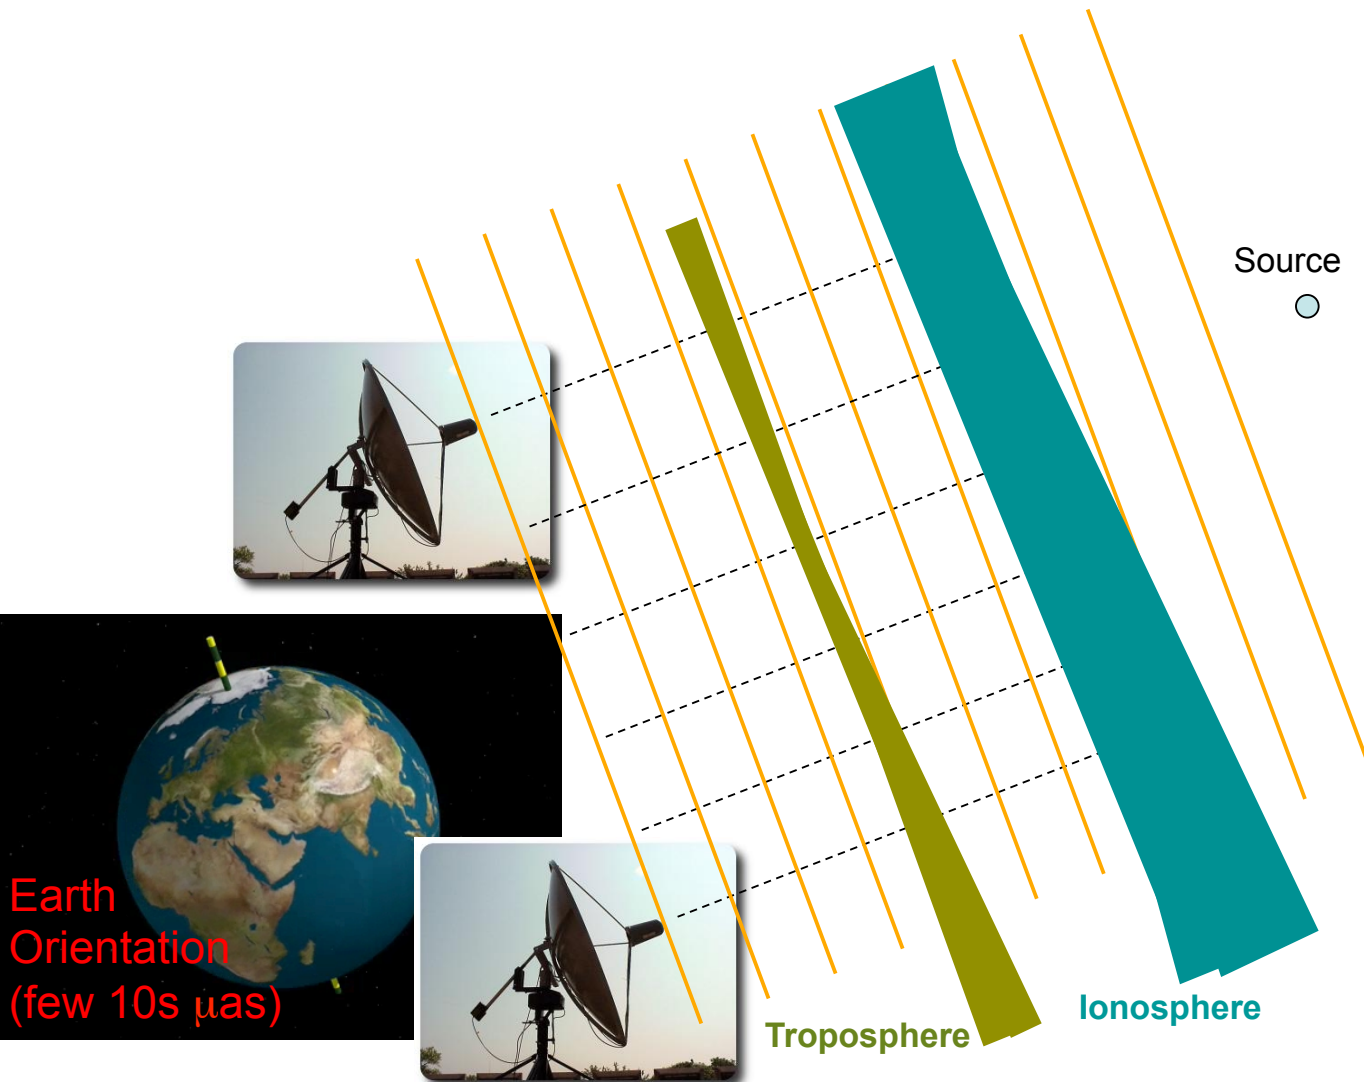 Source
Earth
Orientation
(few 10s μas)
Troposphere
Ionosphere